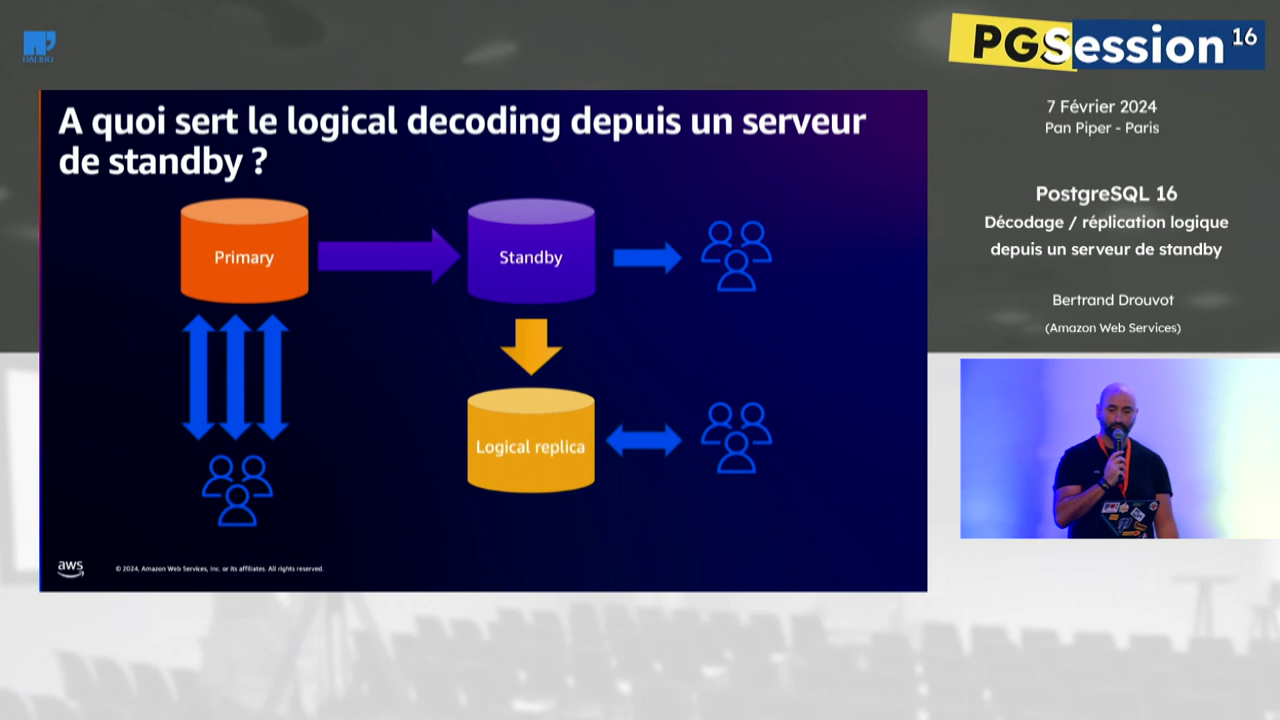 PGSession 16
7 Février 2024
Pan Piper - Paris
PostgreSQL 16
Décodage / réplication logique
depuis un serveur de standby
Bertrand Drouvot
(Amazon Web Services)
A quoi sert le logical decoding depuis un serveur
de standby ?
Primary
Standby
Logical replica
aws
© 2024, Amazon Web Services, Inc. or its affiliates. All rights reserved.